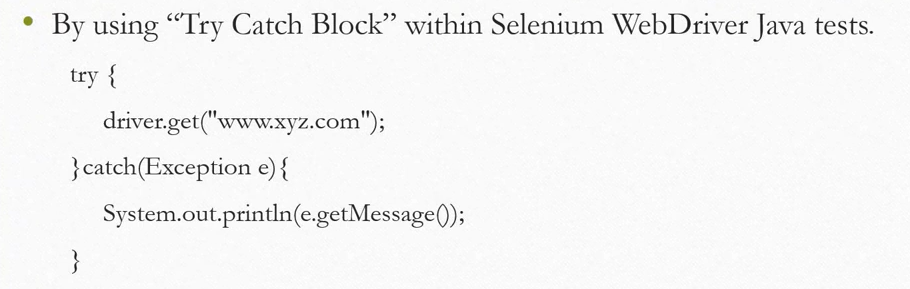 • By using “Try Catch Block” within Selenium WebDriver Java tests.
try {
driver.get("www.xyz.com");
}catch(Exception e){
System.out.println(e.getMessage());
}